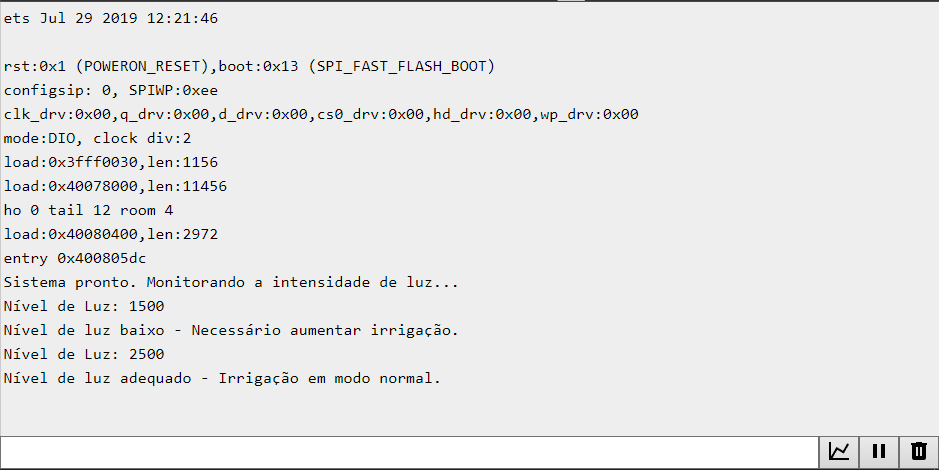 ets Jul 29 2019 12:21:46
rst:0x1 (POWERON_RESET),boot:0x13 (SPI_FAST_FLASH_BOOT)
configsip: 0, SPIWP:0xee
clk_drv:0x00,q_drv:0x00,d_drv:0x00,cs0_drv:0x00,hd_drv:0x00,wp_drv:0x00
mode:DIO, clock div:2
load:0x3fff0030,len:1156
load:0x40078000,len:11456
ho 0 tail 12 room 4
load:0x40080400,len:2972
entry 0x400805dc
Sistema pronto. Monitorando a intensidade de luz...
Nível de Luz: 1500
Nível de luz baixo - Necessário aumentar irrigação.
Nível de Luz: 2500
Nível de luz adequado - Irrigação em modo normal.